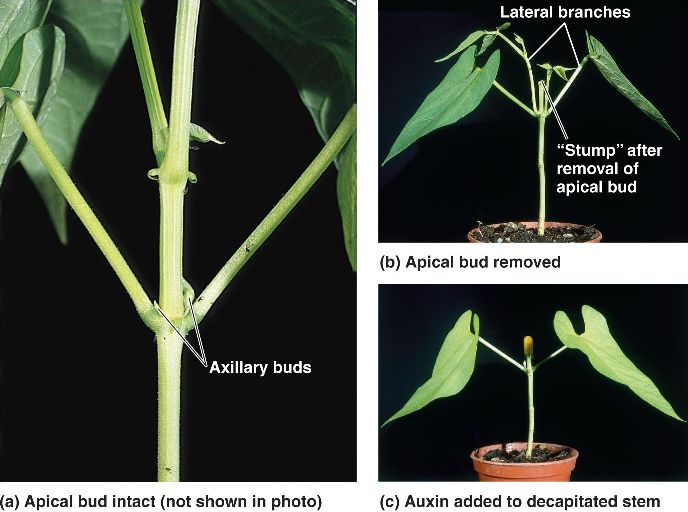 Axillary buds
(a) Apical bud intact (not shown in photo)
Lateral branches
“Stump” after
removal of
apical bud
(b) Apical bud removed
(c) Auxin added to decapitated stem